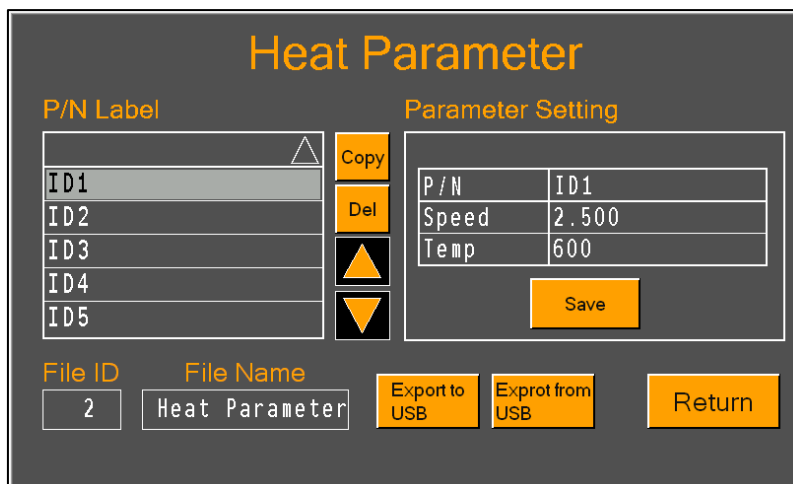 Heat Parameter
P/N Label
Parameter Setting
Copy
Del
ID1
ID2
ID3
ID4
ID5
P/N ID1
Speed 2.500
Temp 600
Save
File ID
File Name
2
Heat Parameter
Export to
USB
Exprot from
USB
Return